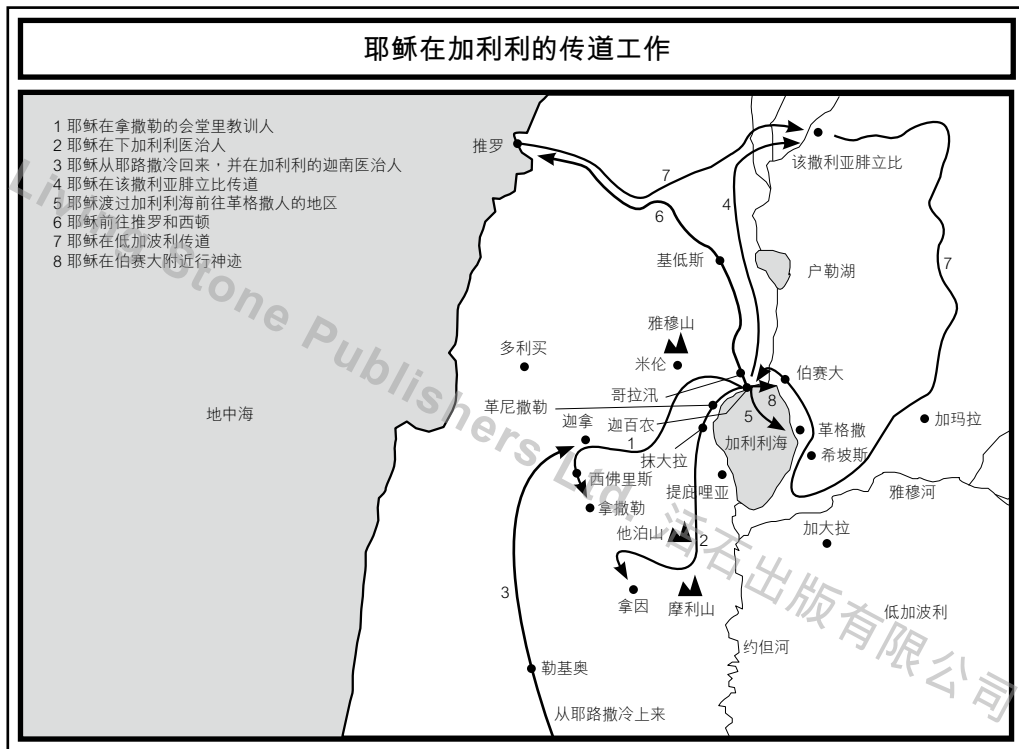 耶稣在加利利的传道工作
1 耶稣在拿撒勒的会堂里教训人
2 耶稣在下加利利医治人
3 耶稣从耶路撒冷回来，并在加利利的迦南医治人
4 耶稣在该撒利亚腓立比传道
5 耶稣渡过加利利海前往革格撒人的地区
6 耶稣前往推罗和西顿
7 耶稣在低加波利传道
8 耶稣在伯赛大附近行神迹
推罗
该撒利亚腓立比
7
4
6
基低斯
户勒湖
7
雅穆山
多利买
米伦
伯赛大
哥拉汛
8
革尼撒勒
地中海
迦拿
迦百农
5
革格撒
加玛拉
1
加利利海
抹大拉
希坡斯
西佛里斯
提庇哩亚
雅穆河
拿撒勒
他泊山
2
加大拉
3
拿因
摩利山
低加波利
约但河
勒基奥
从耶路撒冷上来
Living Stone Publishers Ltd. 活石出版有限公司